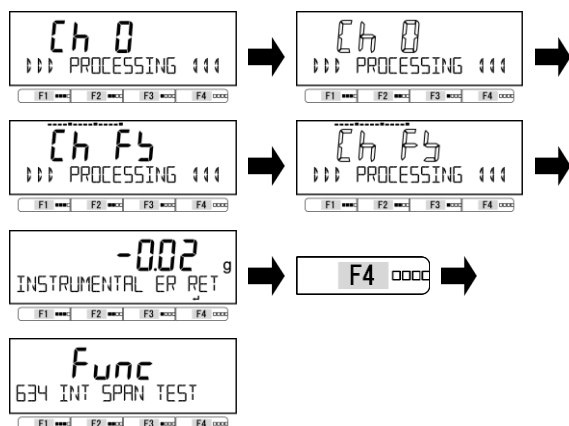 Ch 0
PROCESSING
F1 F2 F3 F4
Ch 0
PROCESSING
F1 F2 F3 F4
Ch FS
PROCESSING
F1 F2 F3 F4
Ch FS
PROCESSING
F1 F2 F3 F4
-0.02 g
INSTRUMENTAL ER RET
F1 F2 F3 F4
F4
Func
634 INT SPAN TEST
F1 F2 F3 F4